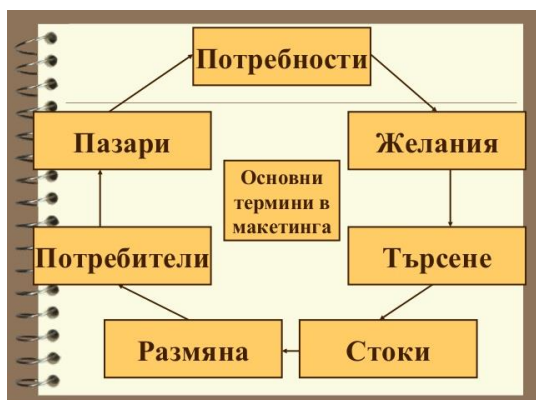 Потребности
Пазари
Желания
Основни
термини в
макетинга
Потребители
Търсене
Размяна
Стоки